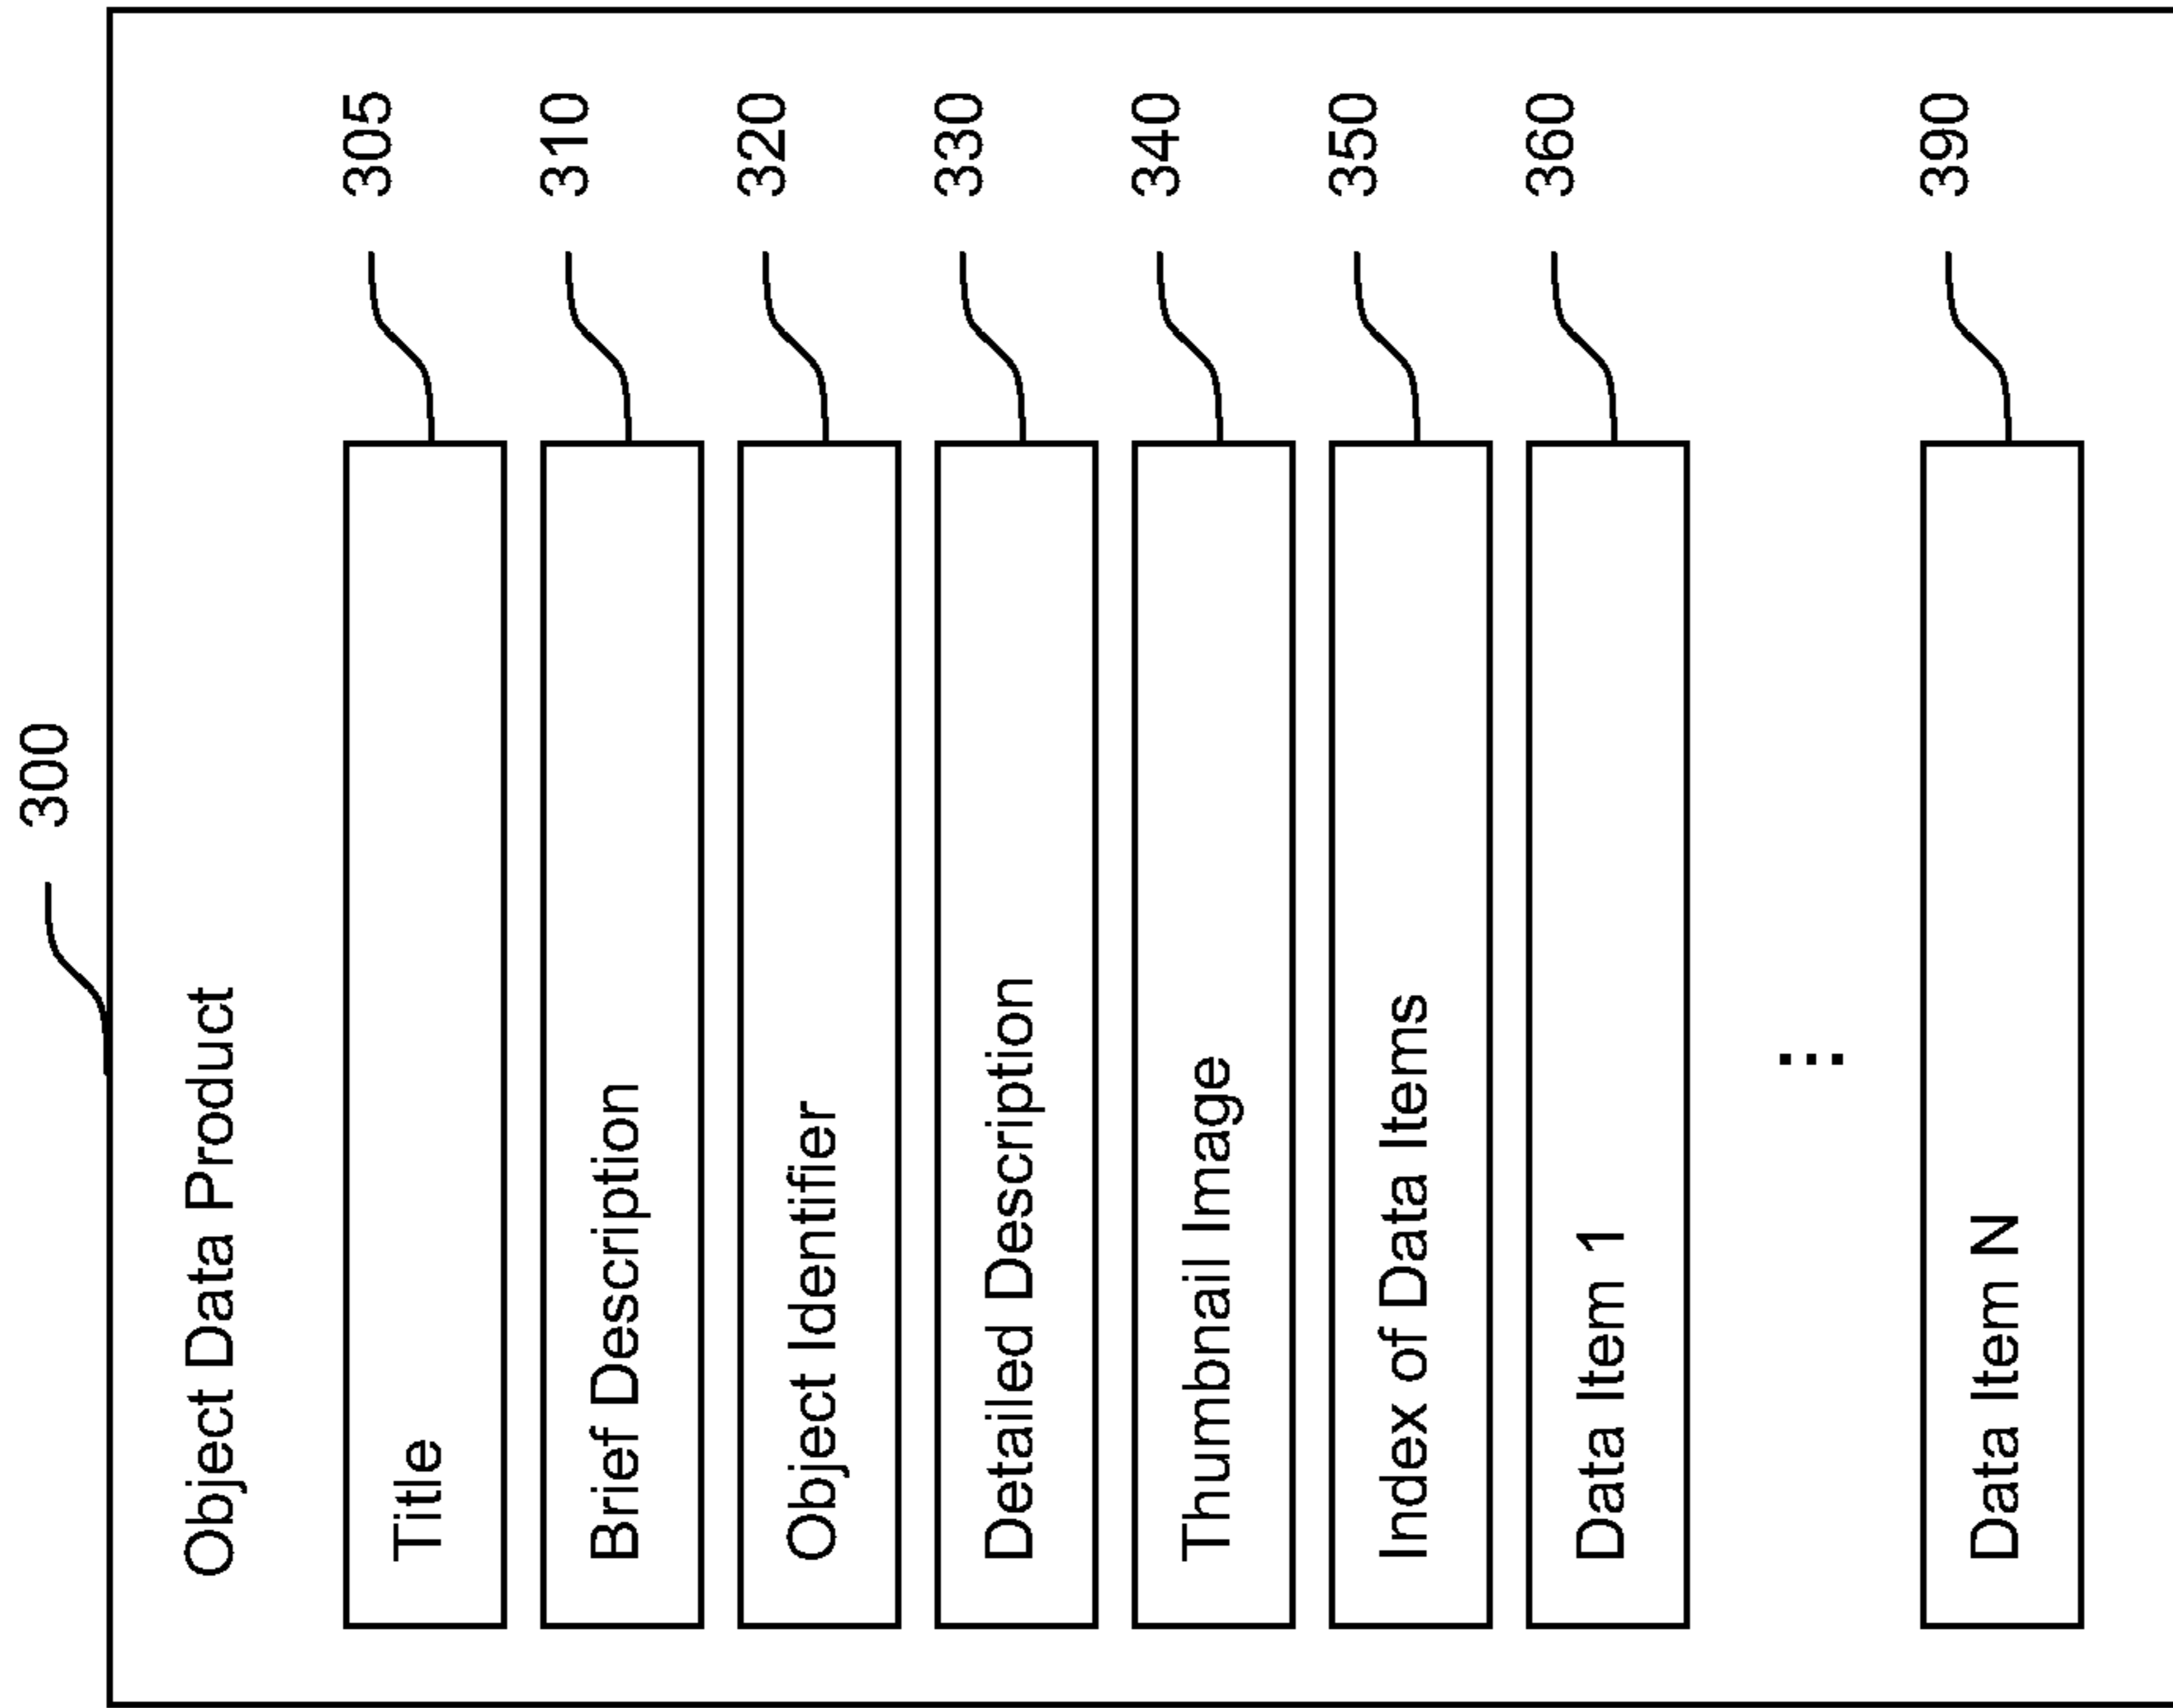 300
Object Data Product
Title 305
Brief Description 310
Object Identifier 320
Detailed Description 330
Thumbnail Image 340
Index of Data Items 350
Data Item 1 360
...
Data Item N 390